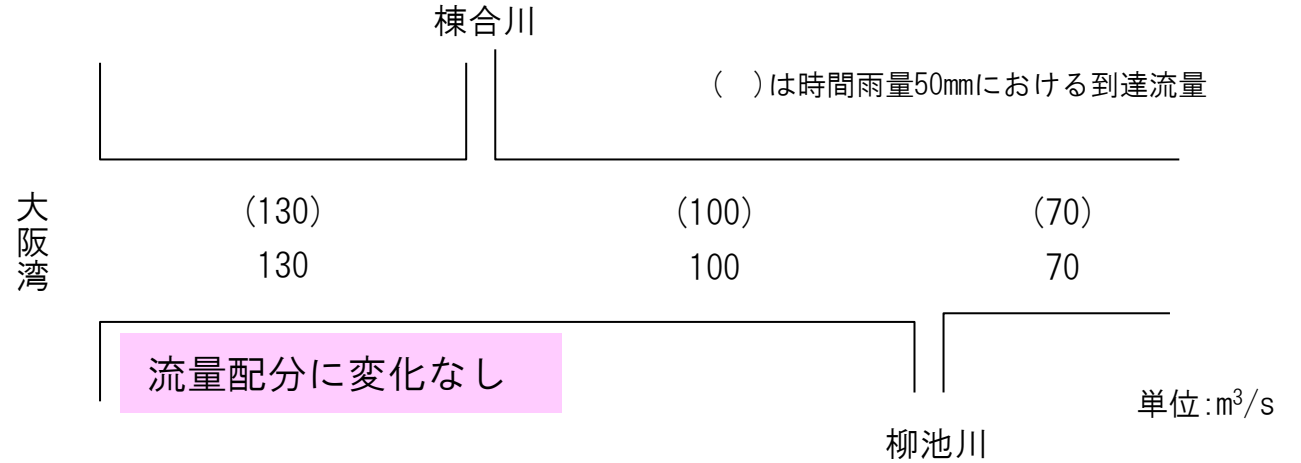 棟合川
( )は時間雨量50㎜における到達流量
大阪湾
(130) (100) (70)
130 100 70
流量配分に変化なし
単位:m³/s
柳池川